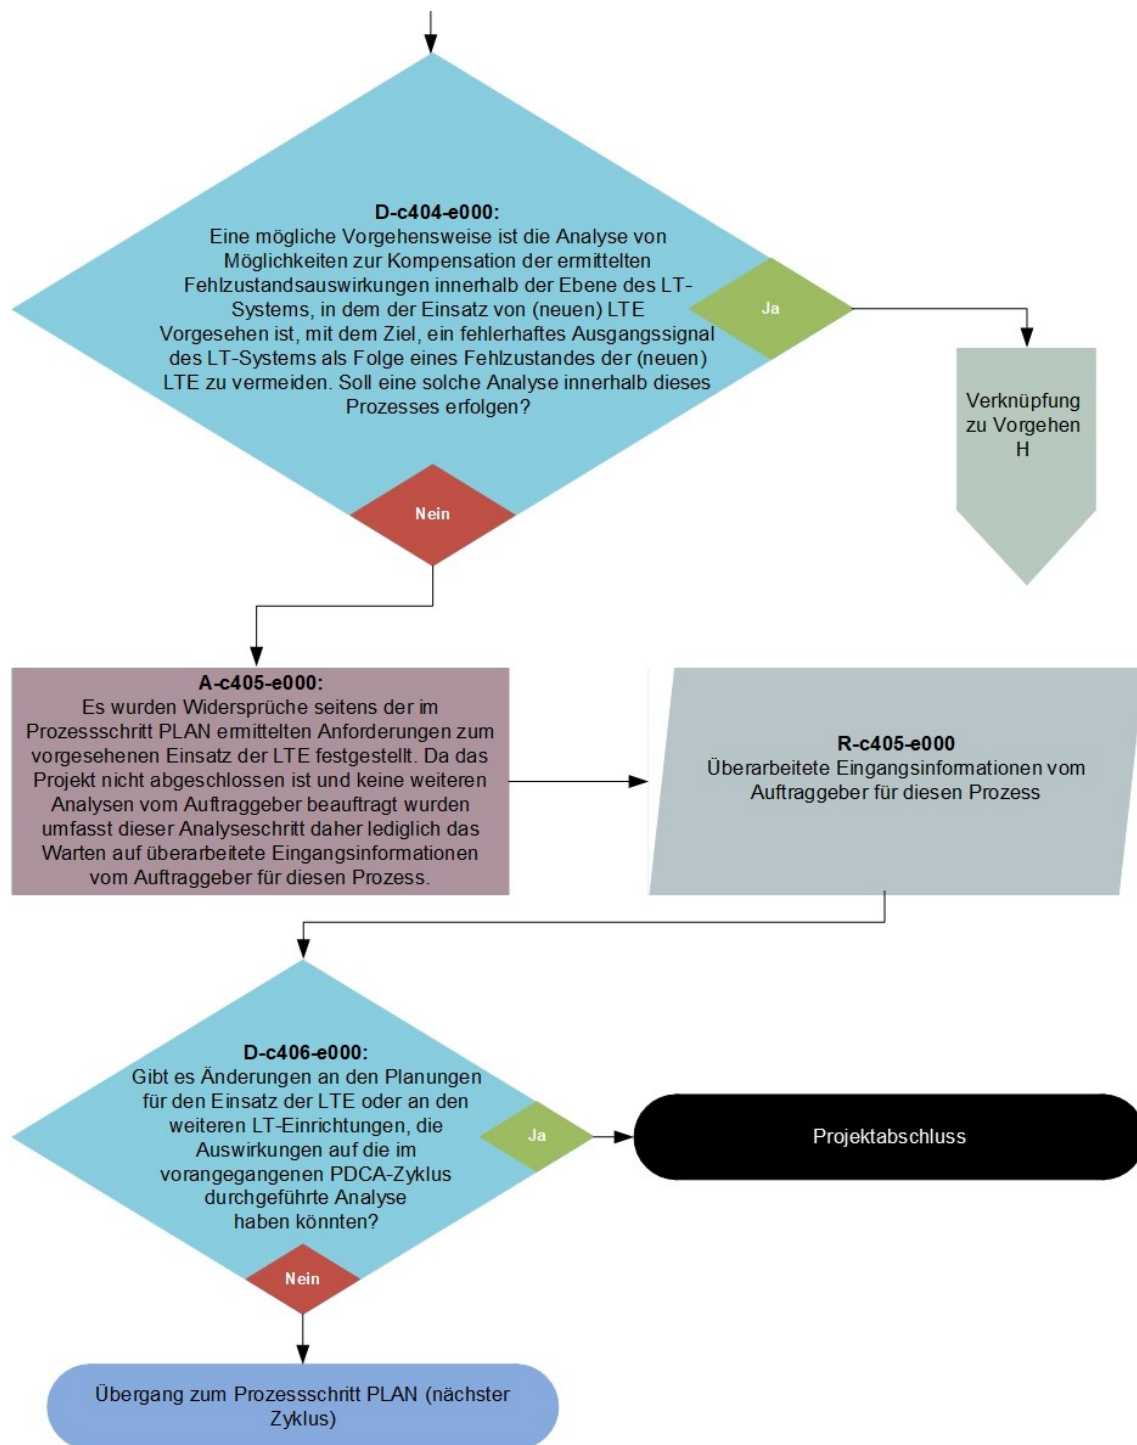 D-c404-e000:
Eine mögliche Vorgehensweise ist die Analyse von
Möglichkeiten zur Kompensation der ermittelten
Fehlzustandsauswirkungen innerhalb der Ebene des LT-
Systems, in dem der Einsatz von (neuen) LTE
Vorgesehen ist, mit dem Ziel, ein fehlerhaftes Ausgangssignal
des LT-Systems als Folge eines Fehlzustandes der (neuen)
LTE zu vermeiden. Soll eine solche Analyse innerhalb dieses
Prozesses erfolgen?
Ja
Verknüpfung
zu Vorgehen
H
Nein
A-c405-e000:
Es wurden Widersprüche seitens der im
Prozessschritt PLAN ermittelten Anforderungen zum
vorgesehenen Einsatz der LTE festgestellt. Da das
Projekt nicht abgeschlossen ist und keine weiteren
Analysen vom Auftraggeber beauftragt wurden
umfasst dieser Analyseschritt daher lediglich das
Warten auf überarbeitete Eingangsinformationen
vom Auftraggeber für diesen Prozess.
R-c405-e000
Überarbeitete Eingangsinformationen vom
Auftraggeber für diesen Prozess
D-c406-e000:
Gibt es Änderungen an den Planungen
für den Einsatz der LTE oder an den
weiteren LT-Einrichtungen, die
Auswirkungen auf die im
vorangegangenen PDCA-Zyklus
durchgeführte Analyse
haben könnten?
Ja
Projektabschluss
Nein
Übergang zum Prozessschritt PLAN (nächster
Zyklus)